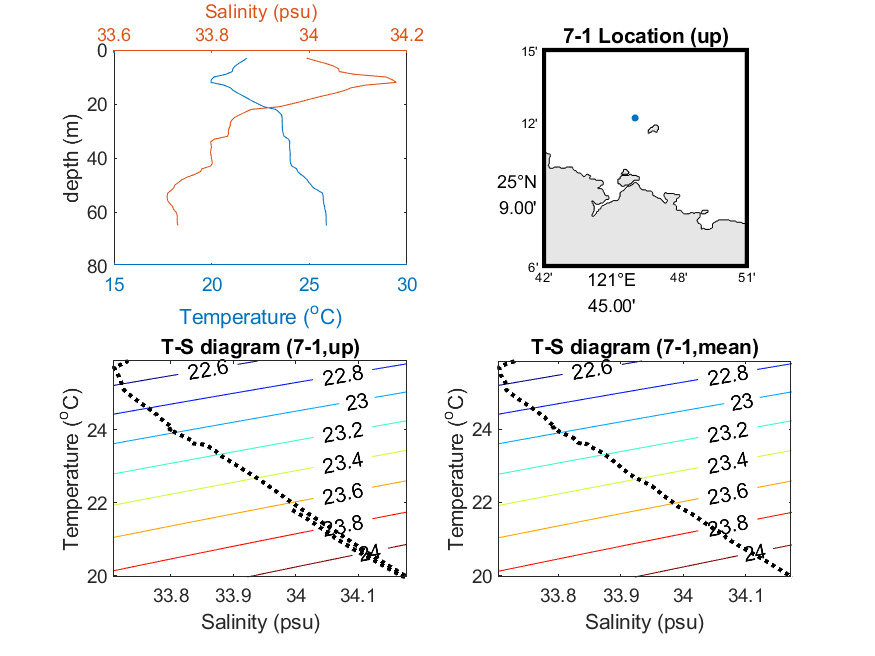 Salinity (psu)
33.6 33.8 34 34.2
0
20
40
60
80
depth (m)
15 20 25 30
Temperature (°C)
7-1 Location (up)
15'
12'
25°N
9.00'
6'
42' 121°E 48' 51'
45.00'
T-S diagram (7-1,up)
22.6
22.8
23
23.2
23.4
23.6
23.8
24
24
22
20
Temperature (°C)
33.8 33.9 34 34.1
Salinity (psu)
T-S diagram (7-1,mean)
22.6
22.8
23
23.2
23.4
23.6
23.8
24
24
22
20
Temperature (°C)
33.8 33.9 34 34.1
Salinity (psu)